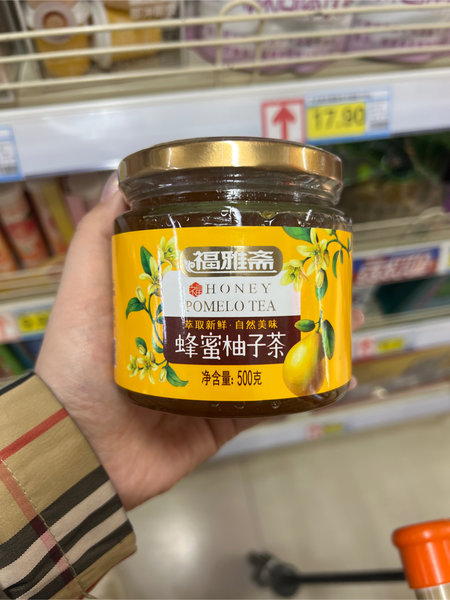 17.90
福雅斋
HONEY
POMELO TEA
萃取新鲜·自然美味
蜂蜜柚子茶
净含量:500克